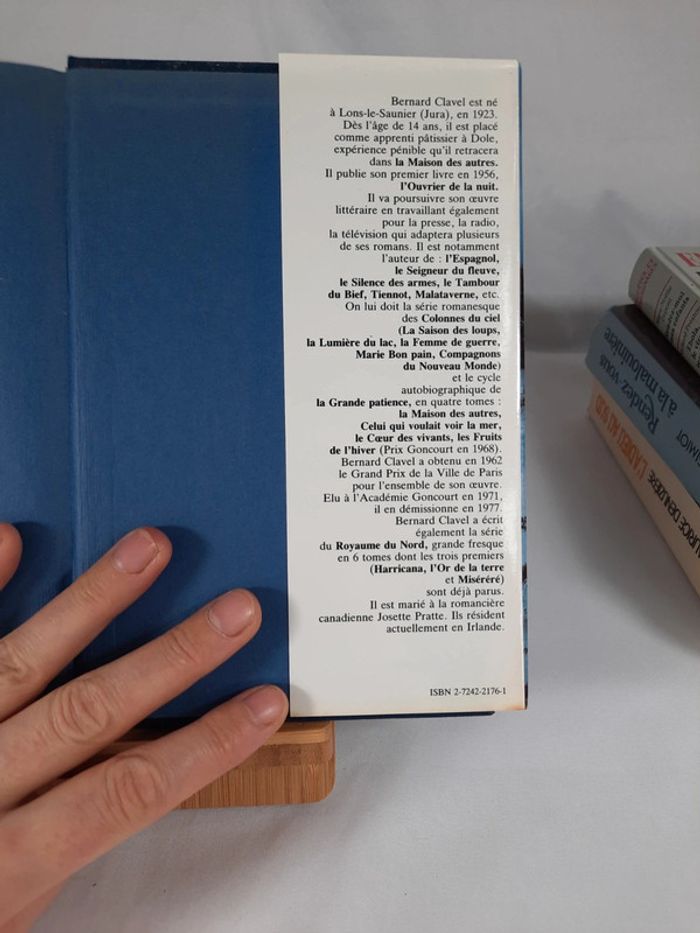 Bernard Clavel est né
à Lons-le-Saunier (Jura), en 1923.
Dès l'âge de 14 ans, il est placé
comme apprenti pâtissier à Dole,
expérience pénible qu'il retracera
dans la Maison des autres.
Il publie son premier livre en 1956,
l'Ouvrier de la nuit.
Il va poursuivre son œuvre
littéraire en travaillant également
pour la presse, la radio,
la télévision qui adaptera plusieurs
de ses romans. Il est notamment
l'auteur de : l'Espagnol,
le Seigneur du fleuve,
le Silence des armes, le Tambour
du Bief, Tiennot, Malataverne, etc.
On lui doit la série romanesque
des Colonnes du ciel
(La Saison des loups,
la Lumière du lac, la Femme de guerre,
Marie Bon pain, Compagnons
du Nouveau Monde)
et le cycle
autobiographique de
la Grande patience, en quatre tomes :
la Maison des autres,
Celui qui voulait voir la mer,
le Cœur des vivants, les Fruits
de l'hiver (Prix Goncourt en 1968).
Bernard Clavel a obtenu en 1962
le Grand Prix de la Ville de Paris
pour l'ensemble de son œuvre.
Elu à l'Académie Goncourt en 1971,
il en démissionne en 1977.
Bernard Clavel a écrit
également la série
du Royaume du Nord, grande fresque
en 6 tomes dont les trois premiers
(Harricana, l'Or de la terre
et Miséréré)
sont déjà parus.
Il est marié à la romancière
canadienne Josette Pratte. Ils résident
actuellement en Irlande.
ISBN 2-7242-2176-1
Rendez-vous
à la malouinière